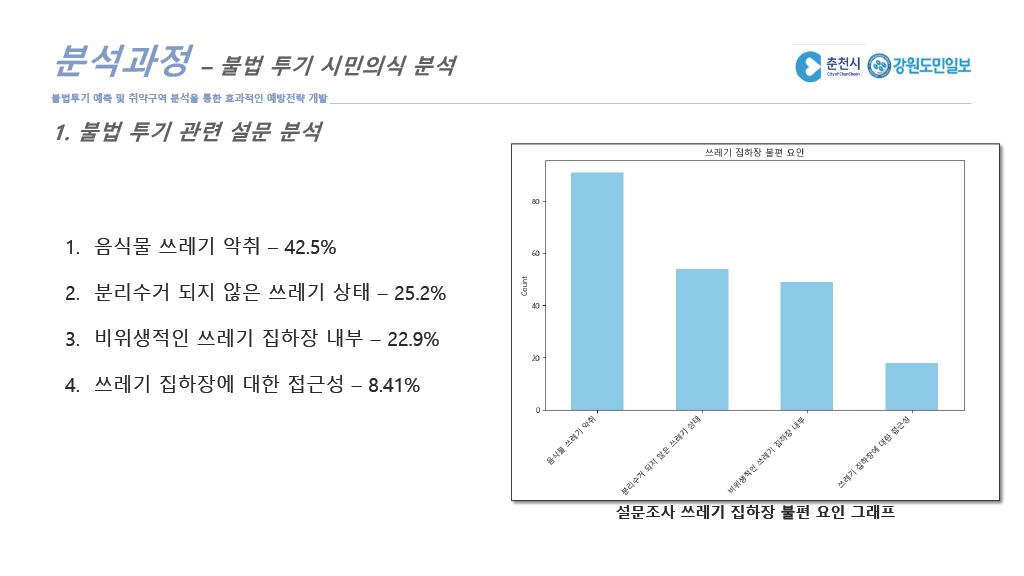 분석과정 – 불법 투기 시민의식 분석
춘천시
City of ChunCheon
강원도민일보
불법투기 예측 및 취약구역 분석을 통한 효과적인 예방전략 개발
1. 불법 투기 관련 설문 분석
1. 음식물 쓰레기 악취 – 42.5%
2. 분리수거 되지 않은 쓰레기 상태 – 25.2%
3. 비위생적인 쓰레기 집하장 내부 – 22.9%
4. 쓰레기 집하장에 대한 접근성 – 8.41%
쓰레기 집하장 불편 요인
Count
80
60
40
20
0
음식물 쓰레기 악취
분리수거 되지 않은 쓰레기 상태
비위생적인 쓰레기 집하장 내부
쓰레기 집하장에 대한 접근성
설문조사 쓰레기 집하장 불편 요인 그래프